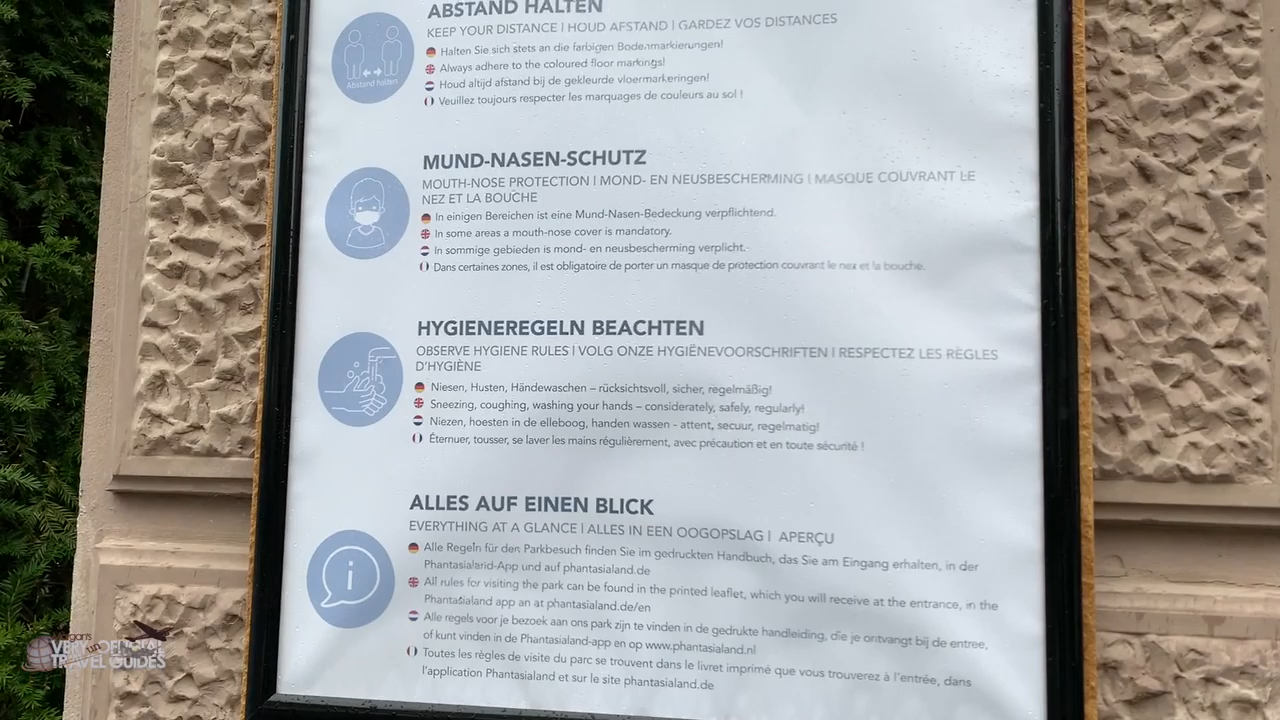 ABSTAND HALTEN
KEEP YOUR DISTANCE I HOUD AFSTAND I GARDEZ VOS DISTANCES
Halten Sie sich stets an die farbigen Bodenmarkierungen!
Always adhere to the coloured floor markings!
Houd altijd afstand bij de gekleurde vloermarkeringen!
Veuillez toujours respecter les marquages de couleurs au sol !
Abstand halten
MUND-NASEN-SCHUTZ
MOUTH-NOSE PROTECTION I MOND- EN NEUSBESCHERMING I MASQUE COUVRANT LE
NEZ ET LA BOUCHE
In einigen Bereichen ist eine Mund-Nasen-Bedeckung verpflichtend.
In some areas a mouth-nose cover is mandatory.
In sommige gebieden is mond- en neusbescherming verplicht.
Dans certaines zones, il est obligatoire de porter un masque de protection couvrant le nez et la bouche.
HYGIENEREGELN BEACHTEN
OBSERVE HYGIENE RULES I VOLG ONZE HYGIËNEVOORSCHRIFTEN I RESPECTEZ LES RÈGLES
D'HYGIÈNE
Niesen, Husten, Händewaschen – rücksichtsvoll, sicher, regelmäßig!
Sneezing, coughing, washing your hands – considerately, safely, regularly!
Niezen, hoesten in de elleboog, handen wassen - attent, secuur, regelmatig!
Éternuer, tousser, se laver les mains régulièrement, avec précaution et en toute sécurité !
ALLES AUF EINEN BLICK
EVERYTHING AT A GLANCE I ALLES IN EEN OOGOPSLAG I APERÇU
Alle Regeln für den Parkbesuch finden Sie im gedruckten Handbuch, das Sie am Eingang erhalten, in der
Phantasialand-App und auf phantasialand.de
All rules for visiting the park can be found in the printed leaflet, which you will receive at the entrance, in the
Phantasialand app an at phantasialand.de/en
Alle regels voor je bezoek aan ons park zijn te vinden in de gedrukte handleiding, die je ontvangt bij de entree,
of kunt vinden in de Phantasialand-app en op www.phantasialand.nl
Toutes les règles de visite du parc se trouvent dans le livret imprimé que vous trouverez à l'entrée, dans
l'application Phantasialand et sur le site phantasialand.de
i
VERY unOFFICIAL
TRAVEL GUIDES